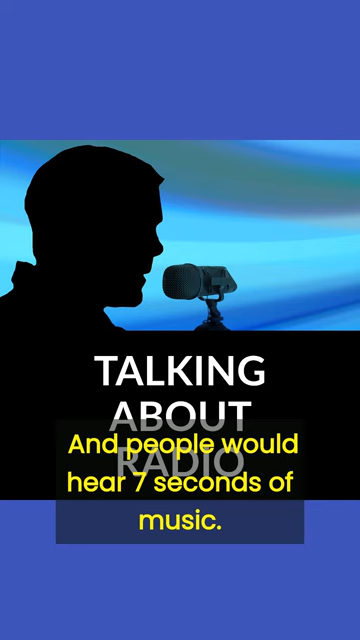 TALKING
ABOUT
RADIO
And people would
hear 7 seconds of
music.